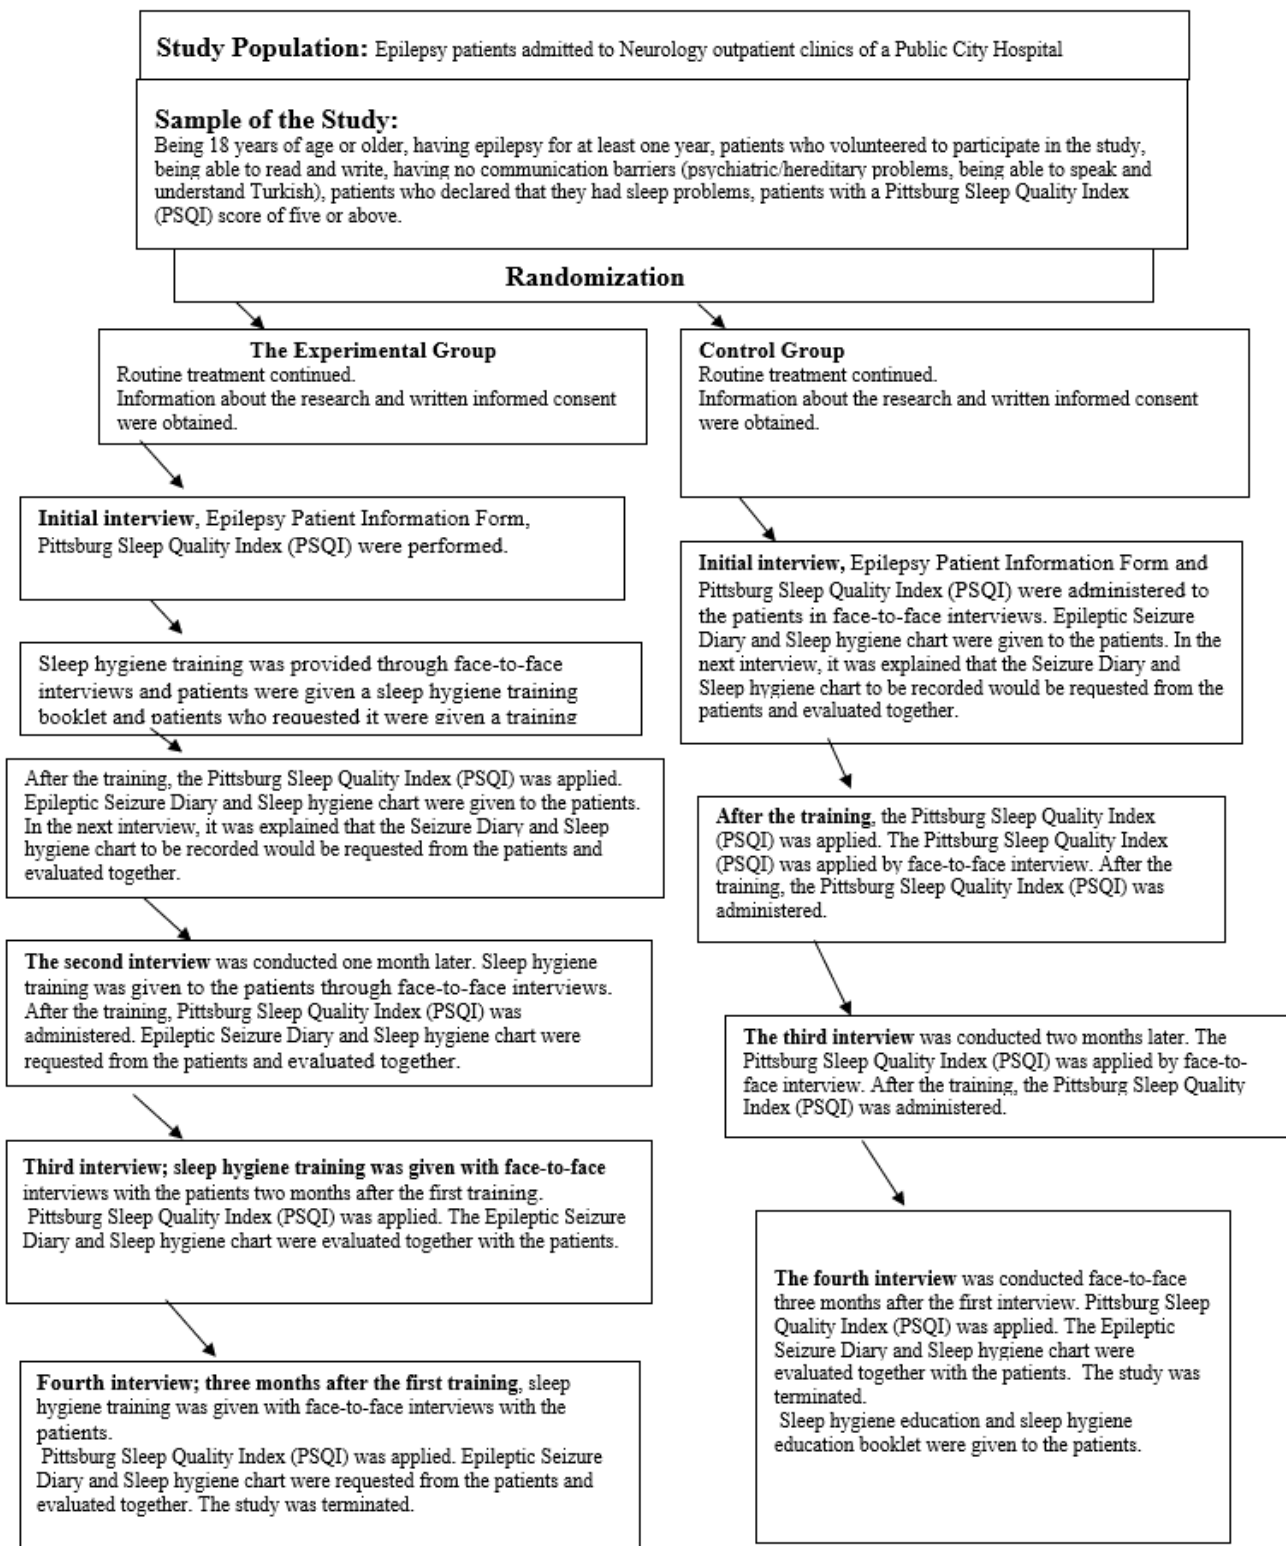 Study Population: Epilepsy patients admitted to Neurology outpatient clinics of a Public City Hospital
Sample of the Study:
Being 18 years of age or older, having epilepsy for at least one year, patients who volunteered to participate in the study,
being able to read and write, having no communication barriers (psychiatric/hereditary problems, being able to speak and
understand Turkish), patients who declared that they had sleep problems, patients with a Pittsburg Sleep Quality Index
(PSQI) score of five or above.
Randomization
The Experimental Group
Routine treatment continued.
Information about the research and written informed consent
were obtained.
Initial interview, Epilepsy Patient Information Form,
Pittsburg Sleep Quality Index (PSQI) were performed.
Sleep hygiene training was provided through face-to-face
interviews and patients were given a sleep hygiene training
booklet and patients who requested it were given a training
After the training, the Pittsburg Sleep Quality Index (PSQI) was applied.
Epileptic Seizure Diary and Sleep hygiene chart were given to the patients.
In the next interview, it was explained that the Seizure Diary and Sleep
hygiene chart to be recorded would be requested from the patients and
evaluated together.
The second interview was conducted one month later. Sleep hygiene
training was given to the patients through face-to-face interviews.
After the training, Pittsburg Sleep Quality Index (PSQI) was
administered. Epileptic Seizure Diary and Sleep hygiene chart were
requested from the patients and evaluated together.
Third interview; sleep hygiene training was given with face-to-face
interviews with the patients two months after the first training.
Pittsburg Sleep Quality Index (PSQI) was applied. The Epileptic Seizure
Diary and Sleep hygiene chart were evaluated together with the patients.
Fourth interview; three months after the first training, sleep
hygiene training was given with face-to-face interviews with the
patients.
Pittsburg Sleep Quality Index (PSQI) was applied. Epileptic Seizure
Diary and Sleep hygiene chart were requested from the patients and
evaluated together. The study was terminated.
Control Group
Routine treatment continued.
Information about the research and written informed consent
were obtained.
Initial interview, Epilepsy Patient Information Form and
Pittsburg Sleep Quality Index (PSQI) were administered to
the patients in face-to-face interviews. Epileptic Seizure
Diary and Sleep hygiene chart were given to the patients. In the
next interview, it was explained that the Seizure Diary and
Sleep hygiene chart to be recorded would be requested from the
patients and evaluated together.
After the training, the Pittsburg Sleep Quality Index
(PSQI) was applied. The Pittsburg Sleep Quality Index
(PSQI) was applied by face-to-face interview. After the
training, the Pittsburg Sleep Quality Index (PSQI) was
administered.
The third interview was conducted two months later. The
Pittsburg Sleep Quality Index (PSQI) was applied by face-to-
face interview. After the training, the Pittsburg Sleep Quality
Index (PSQI) was administered.
The fourth interview was conducted face-to-face
three months after the first interview. Pittsburg Sleep
Quality Index (PSQI) was applied. The Epileptic
Seizure Diary and Sleep hygiene chart were
evaluated together with the patients. The study was
terminated.
Sleep hygiene education and sleep hygiene
education booklet were given to the patients.